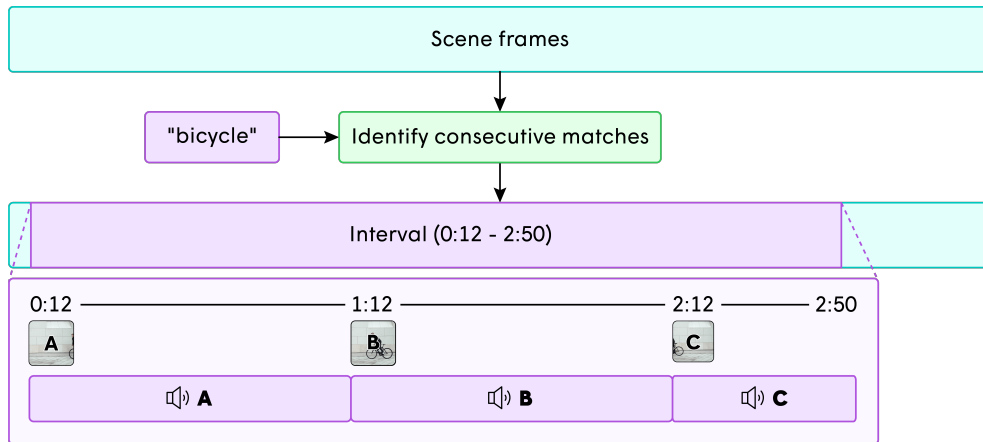 Scene frames
"bicycle"
Identify consecutive matches
Interval (0:12 - 2:50)
0:12 1:12 2:12 2:50
A B C
A B C